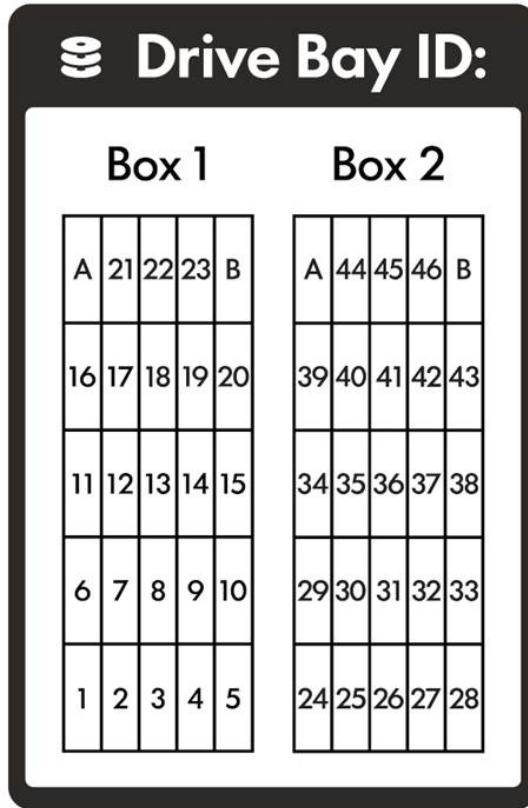 Drive Bay ID:
Box 1
A 21 22 23 B
16 17 18 19 20
11 12 13 14 15
6 7 8 9 10
1 2 3 4 5
Box 2
A 44 45 46 B
39 40 41 42 43
34 35 36 37 38
29 30 31 32 33
24 25 26 27 28